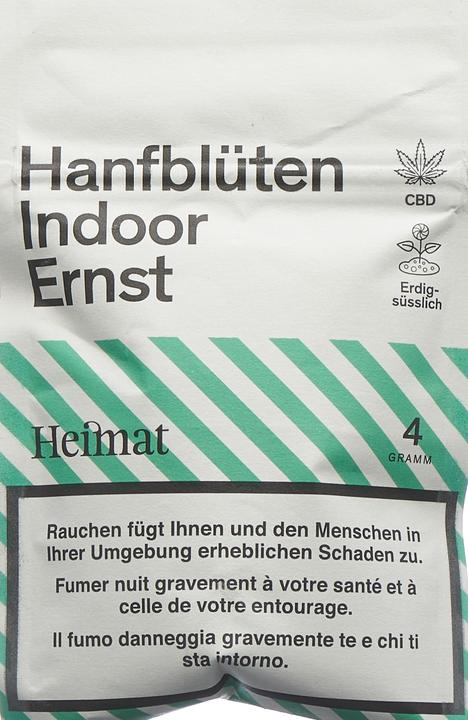 Hanfblüten
Indoor
Ernst
CBD
Erdig-
süsslich
Heimat
4
GRAMM
Rauchen fügt Ihnen und den Menschen in
Ihrer Umgebung erheblichen Schaden zu.
Fumer nuit gravement à votre santé et à
celle de votre entourage.
Il fumo danneggia gravemente te e chi ti
sta intorno.